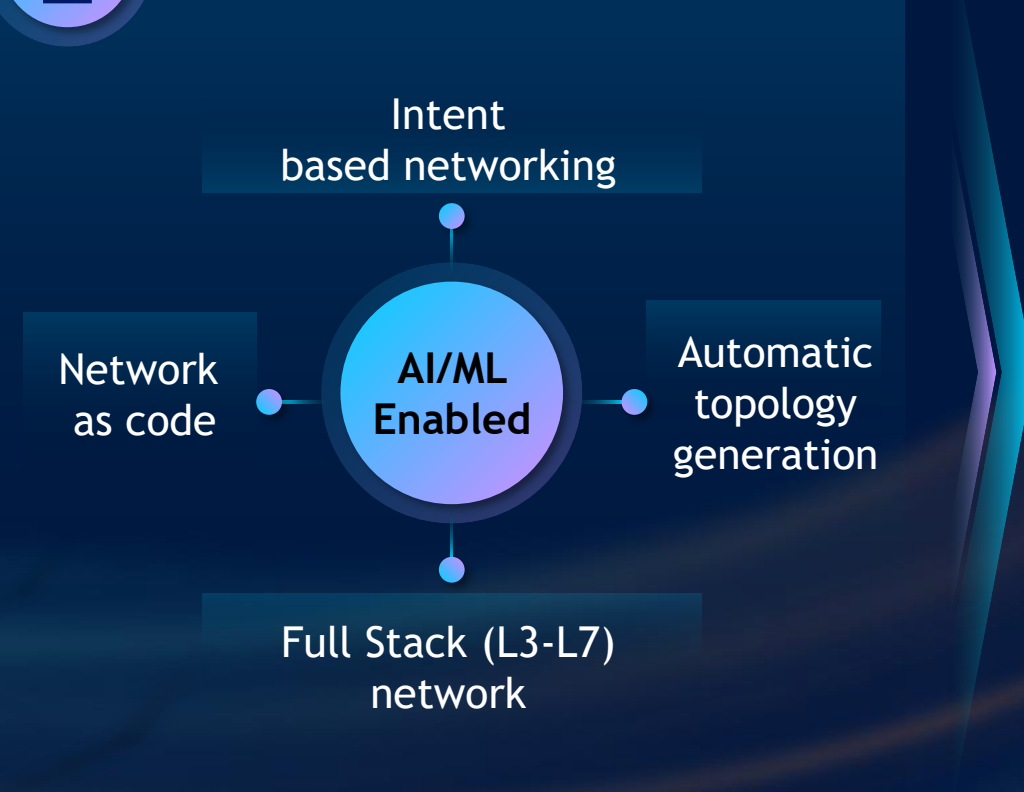 Intent
based networking
Network
as code
AI/ML
Enabled
Automatic
topology
generation
Full Stack (L3-L7)
network